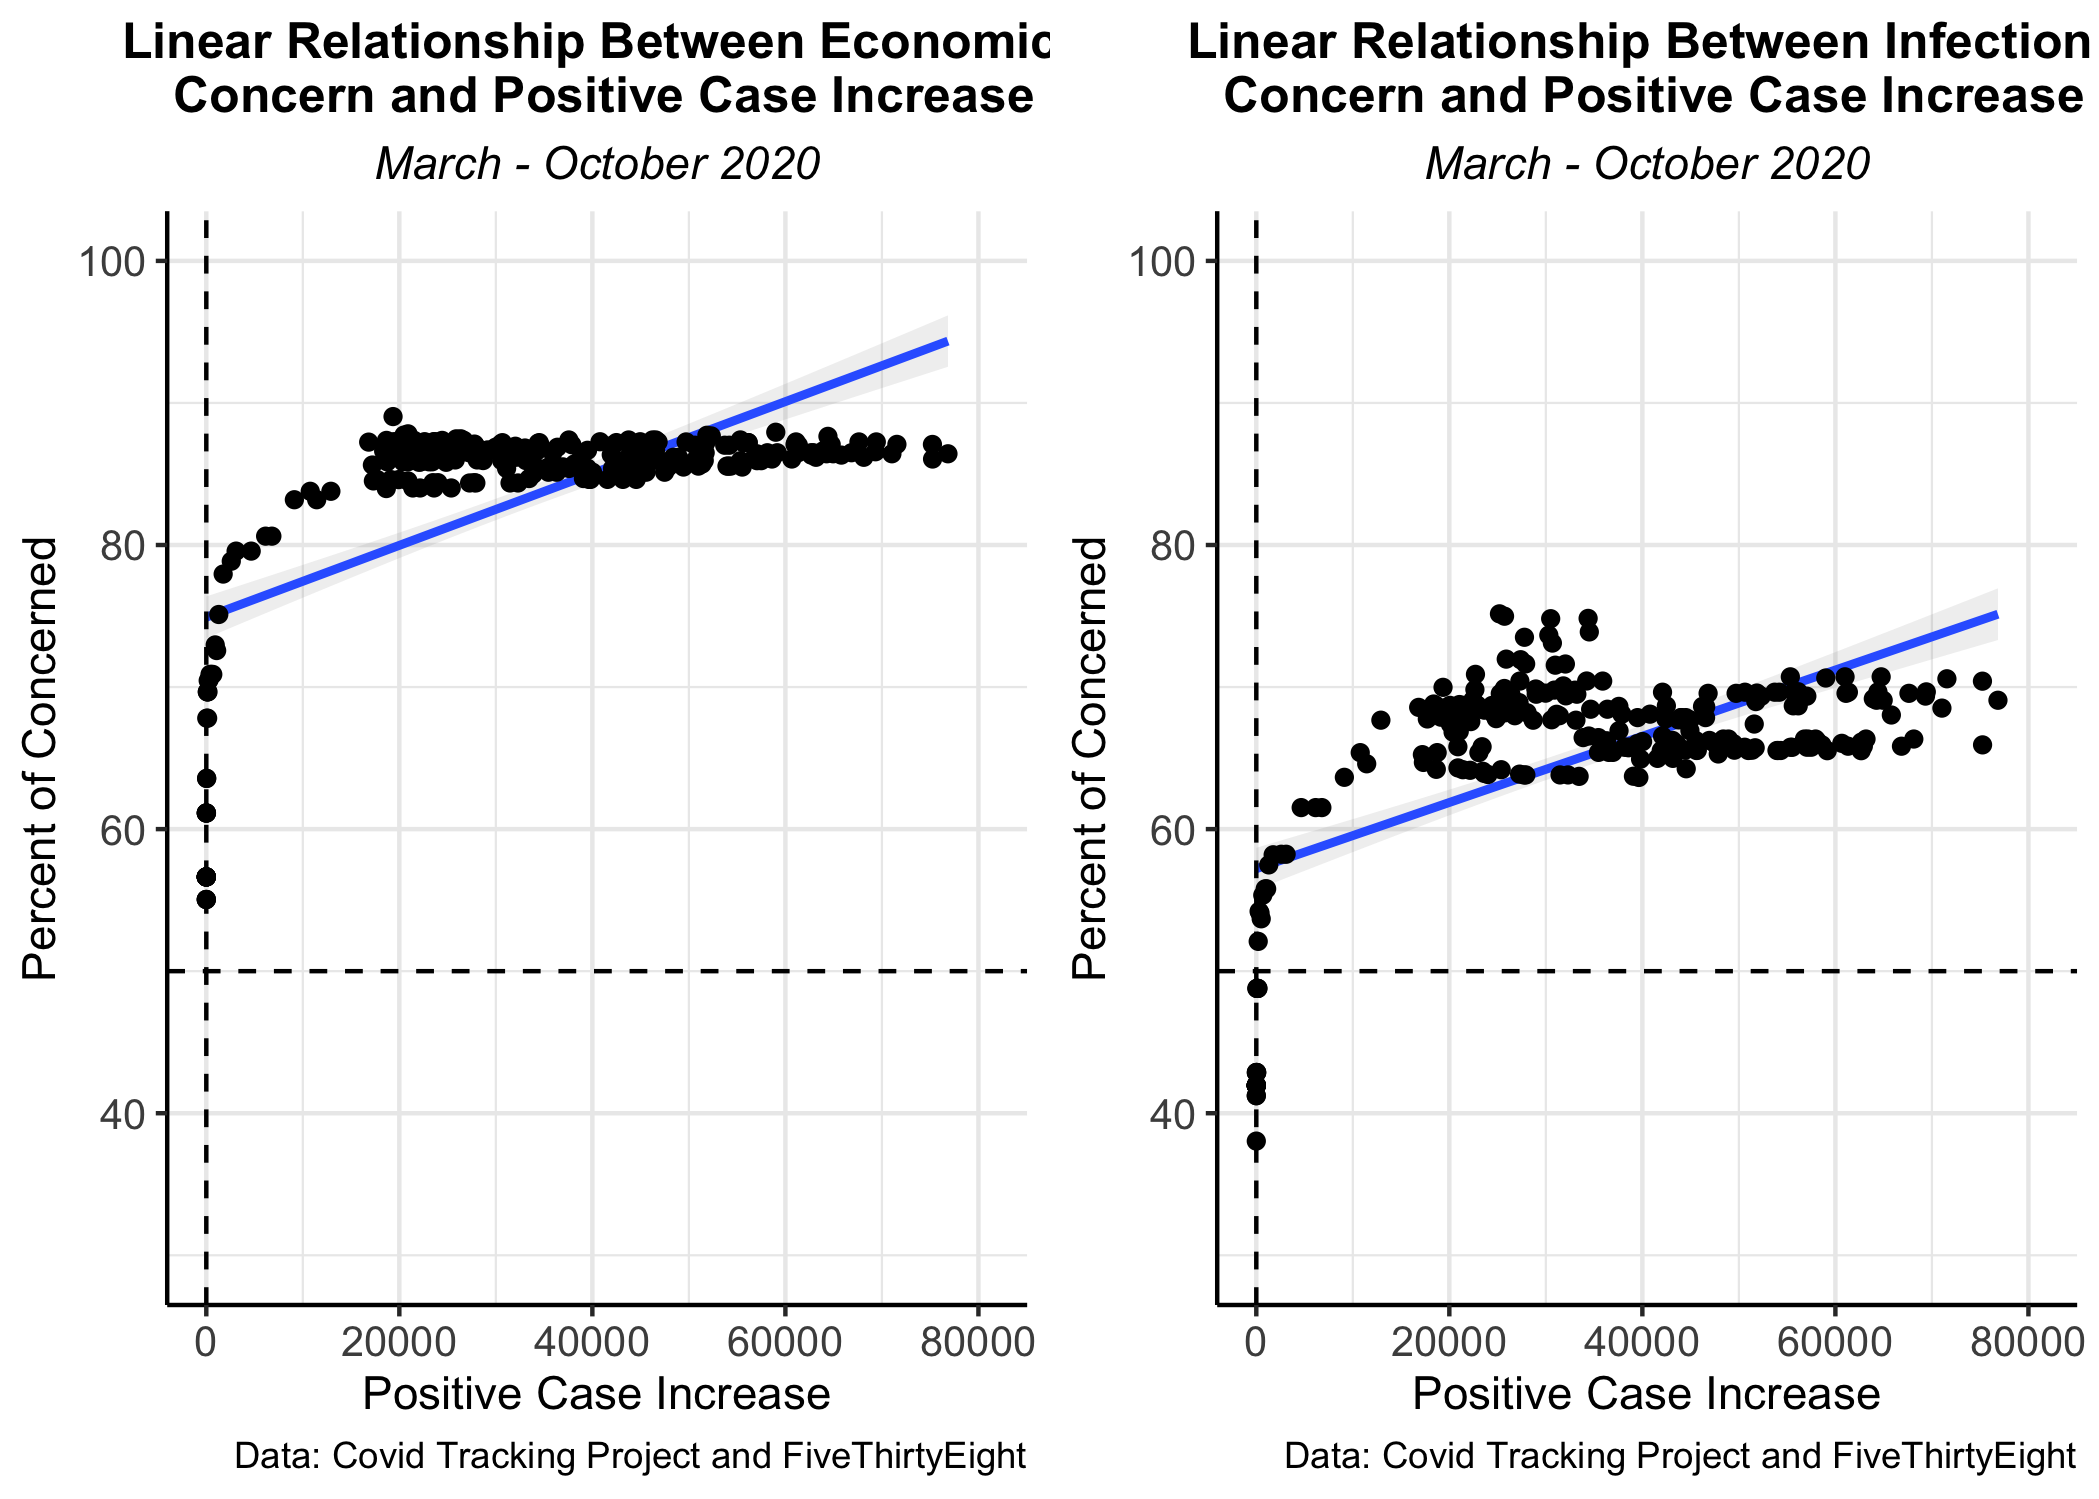 Linear Relationship Between Economic
Concern and Positive Case Increase
March - October 2020
100
80
60
40
Percent of Concerned
0 20000 40000 60000 80000
Positive Case Increase
Data: Covid Tracking Project and FiveThirtyEight
Linear Relationship Between Infection
Concern and Positive Case Increase
March - October 2020
100
80
60
40
Percent of Concerned
0 20000 40000 60000 80000
Positive Case Increase
Data: Covid Tracking Project and FiveThirtyEight